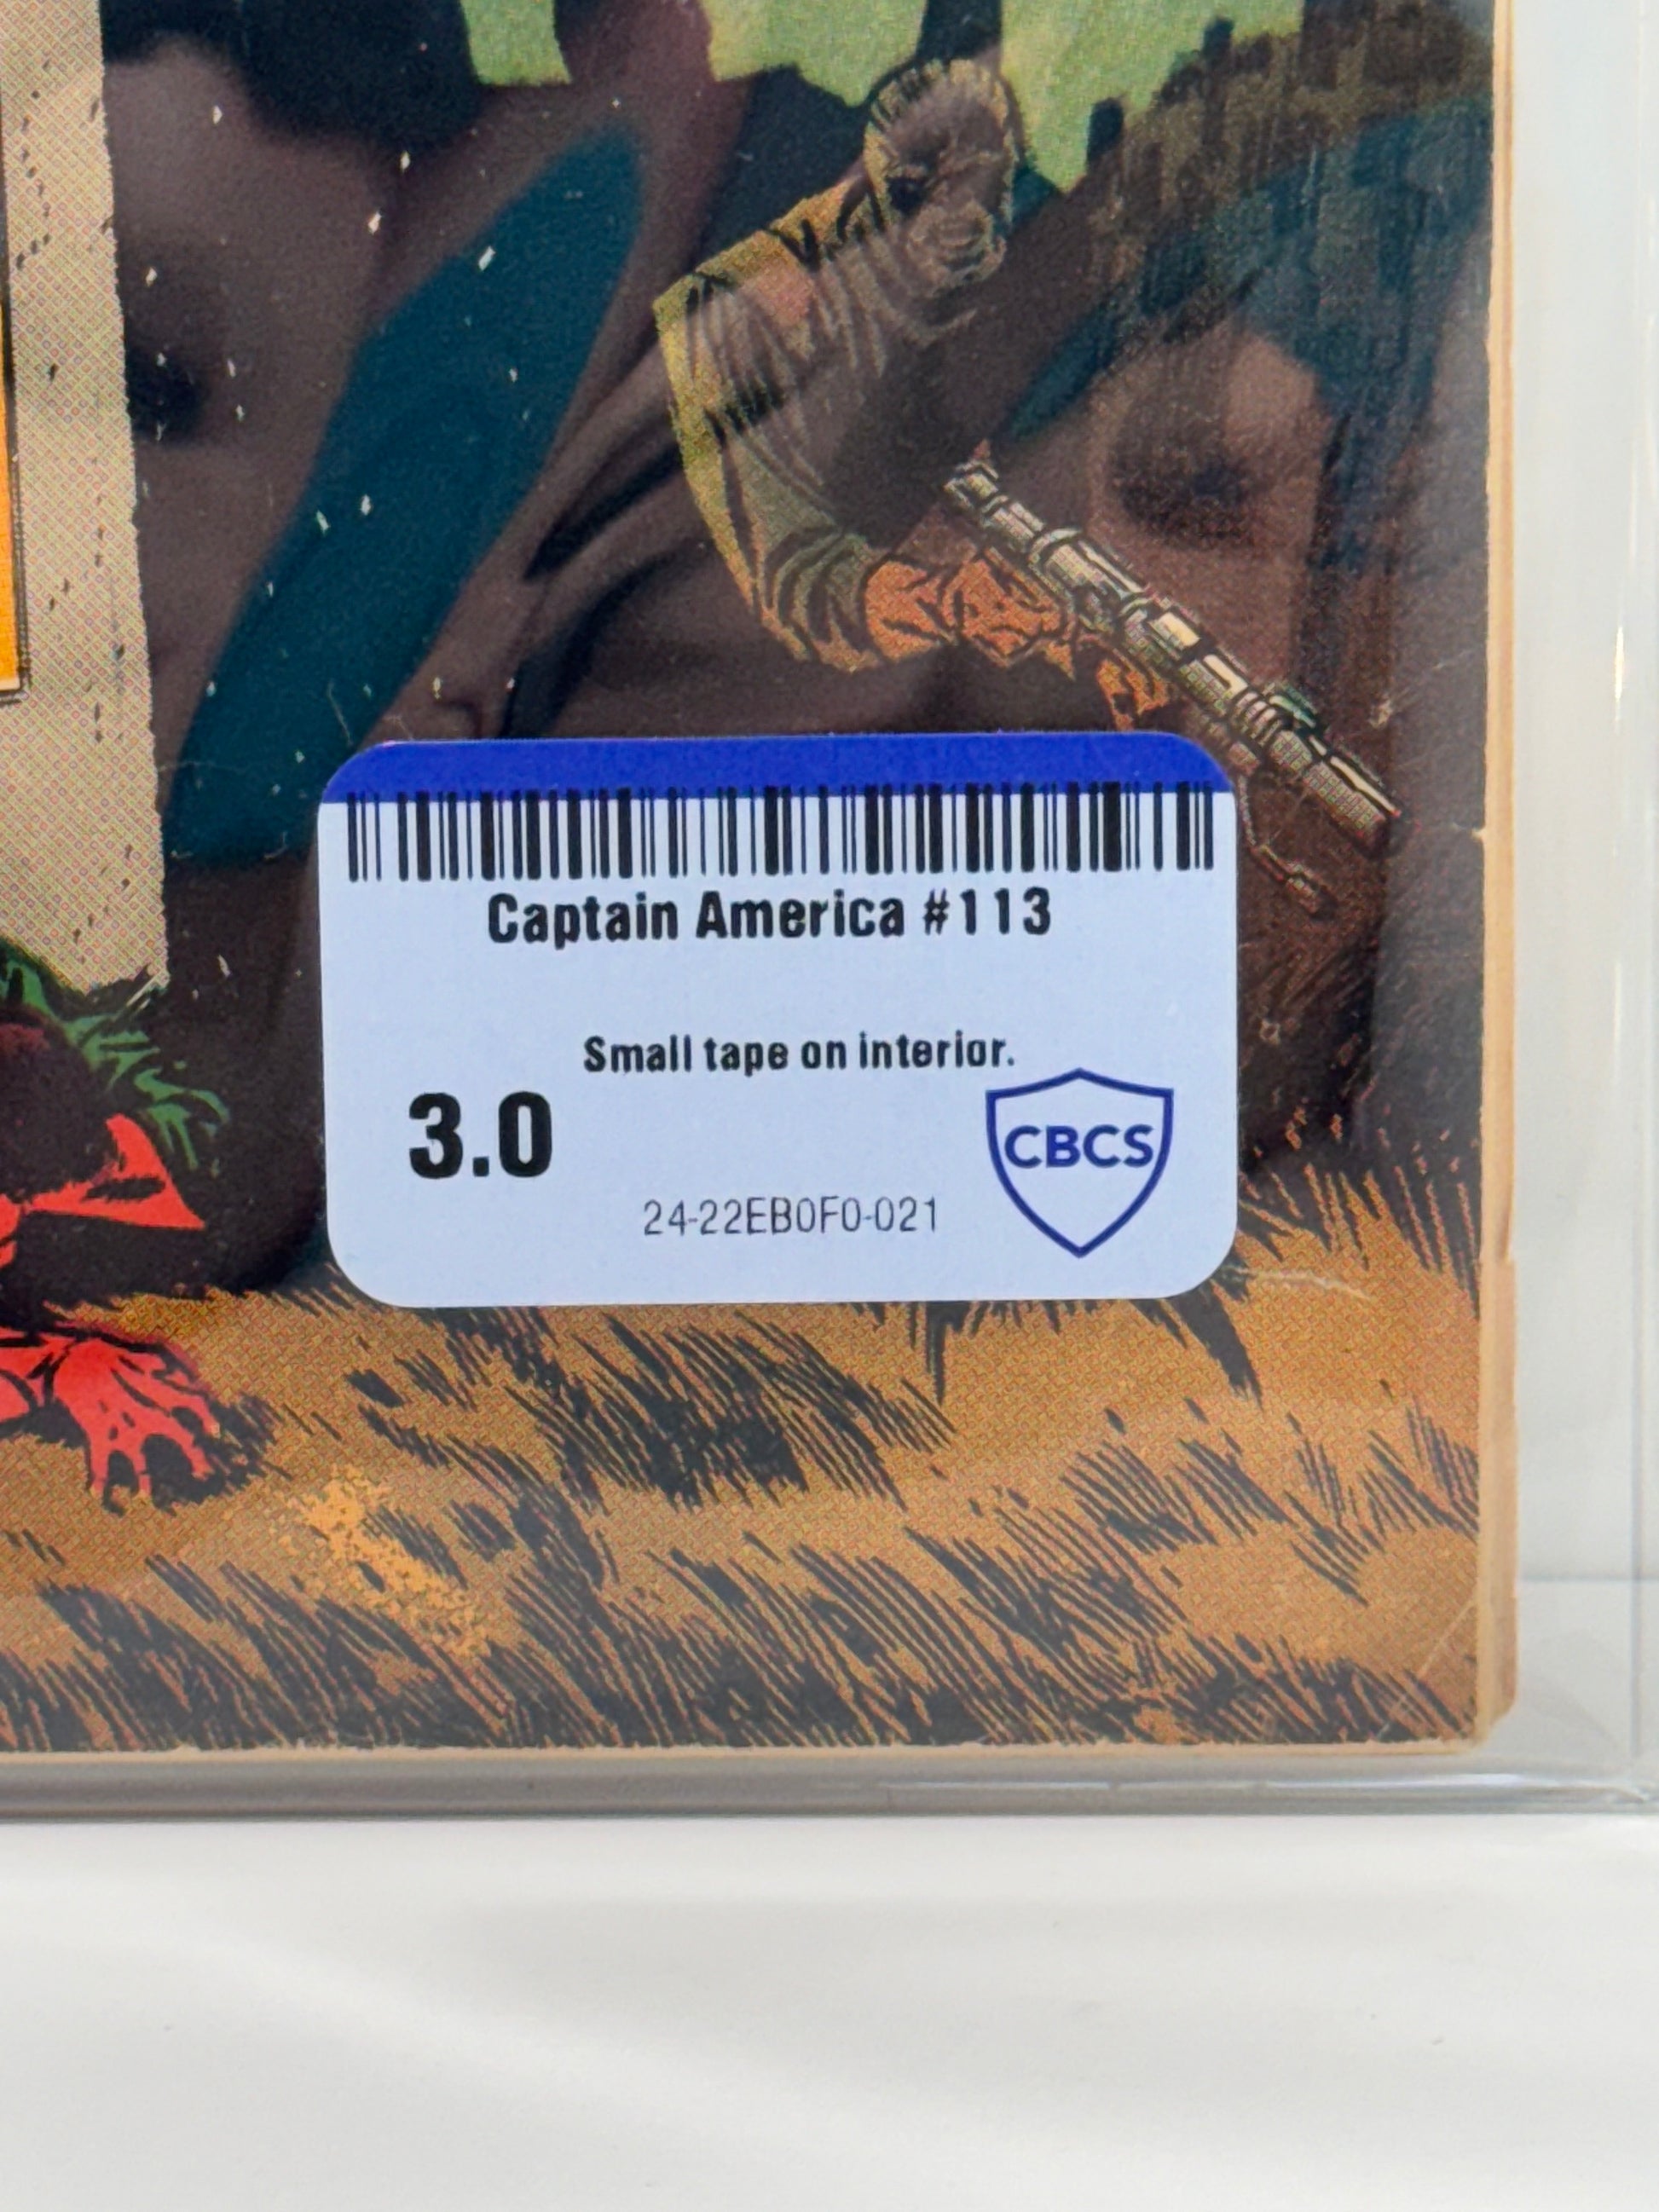 Captain America #113
Small tape on interior.
3.0
CBCS
24-22EB0F0-021